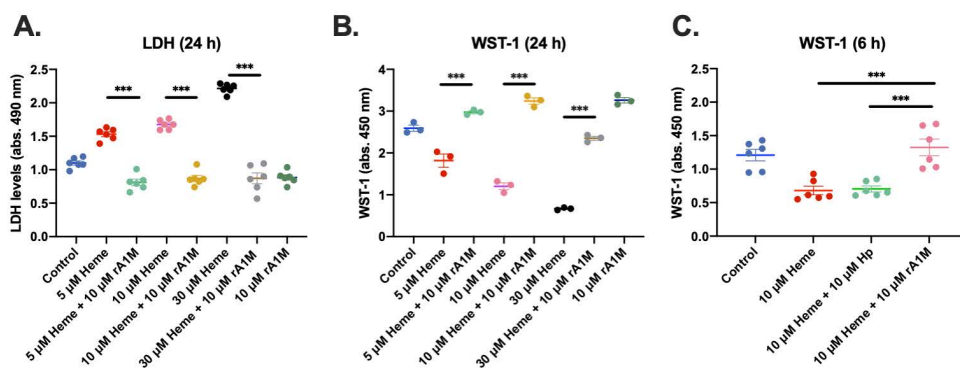 A.
LDH (24 h)
LDH levels (abs. 490 nm)
2.5
2.0
1.5
1.0
0.5
0.0
***
***
***
Control
5 µM Heme
5 µM Heme + 10 µM rA1M
10 µM Heme
10 µM Heme + 10 µM rA1M
30 µM Heme
30 µM Heme + 10 µM rA1M
10 µM rA1M
B.
WST-1 (24 h)
WST-1 (abs. 450 nm)
4
3
2
1
0
***
***
***
Control
5 µM Heme
5 µM Heme + 10 µM rA1M
10 µM Heme
10 µM Heme + 10 µM rA1M
30 µM Heme
30 µM Heme + 10 µM rA1M
10 µM rA1M
C.
WST-1 (6 h)
WST-1 (abs. 450 nm)
2.5
2.0
1.5
1.0
0.5
0.0
***
***
Control
10 µM Heme
10 µM Heme + 10 µM Hp
10 µM Heme + 10 µM rA1M